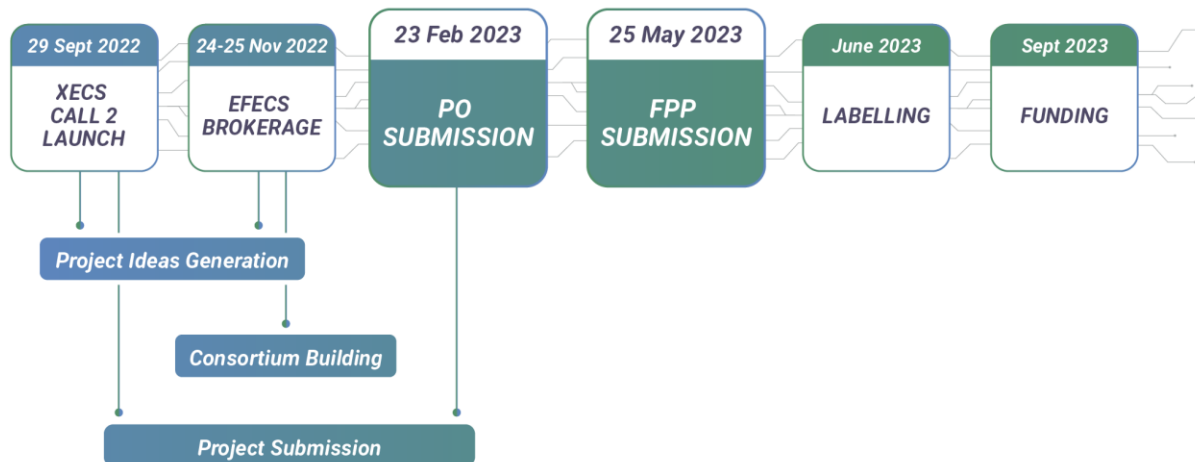 29 Sept 2022
XECS
CALL 2
LAUNCH
24-25 Nov 2022
EFECS
BROKERAGE
23 Feb 2023
PO
SUBMISSION
25 May 2023
FPP
SUBMISSION
June 2023
LABELLING
Sept 2023
FUNDING
Project Ideas Generation
Consortium Building
Project Submission